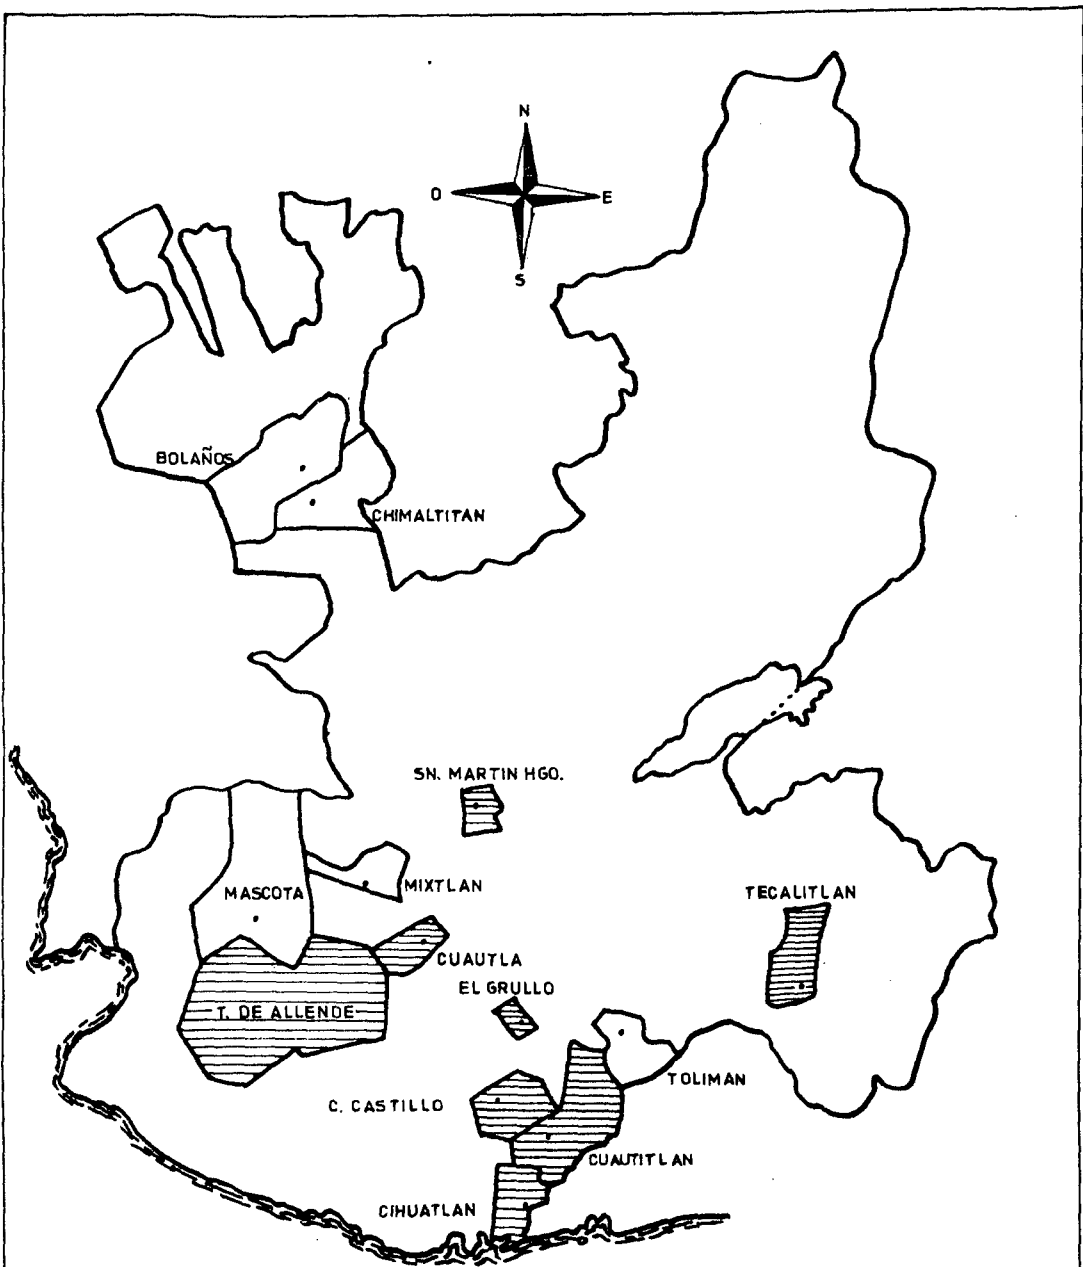 N
O
E
S
BOLAÑOS
CHIMALTITAN
SN. MARTIN HGO.
MIXTLAN
MASCOTA
TECALITLAN
CUAUTLA
EL GRULLO
T. DE ALLENDE
TOLIMAN
C. CASTILLO
CUAUTITLAN
CIHUATLAN